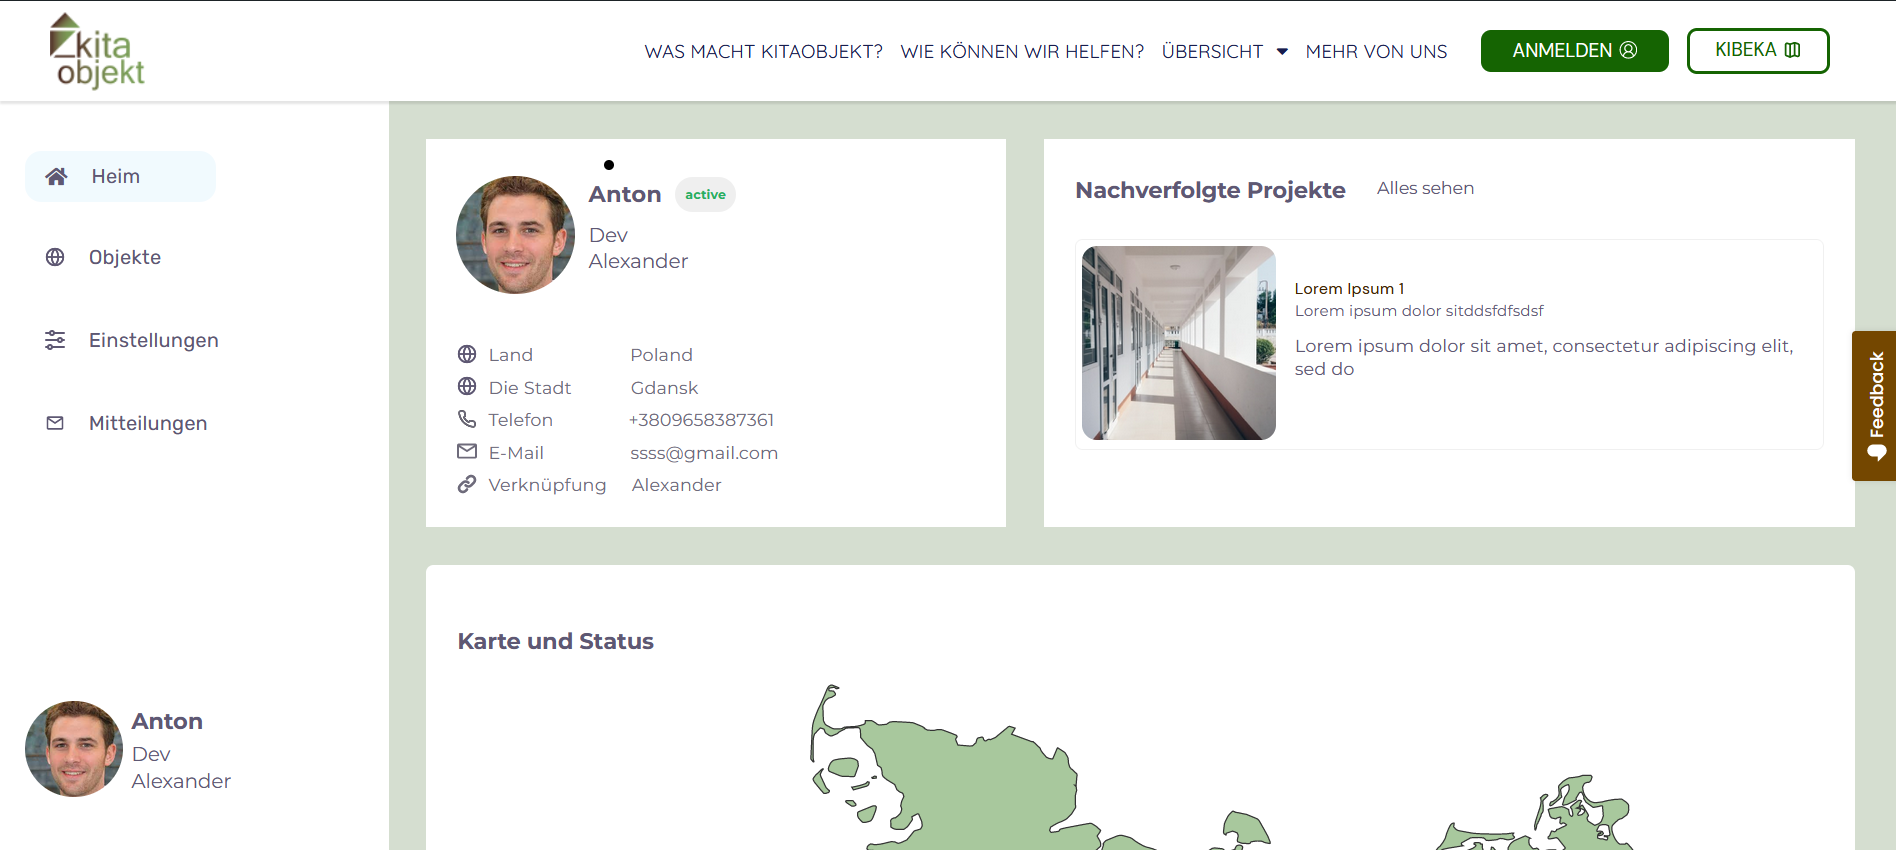 kita
objekt
WAS MACHT KITAOBJEKT? WIE KÖNNEN WIR HELFEN? ÜBERSICHT MEHR VON UNS ANMELDEN KIBEKA
Heim
Objekte
Einstellungen
Mitteilungen
Anton
Dev
Alexander
Anton active
Dev
Alexander
Land Poland
Die Stadt Gdansk
Telefon +3809658387361
E-Mail ssss@gmail.com
Verknüpfung Alexander
Nachverfolgte Projekte Alles sehen
Lorem Ipsum 1
Lorem ipsum dolor sitddsfdfsdsf
Lorem ipsum dolor sit amet, consectetur adipiscing elit,
sed do
Feedback
Karte und Status